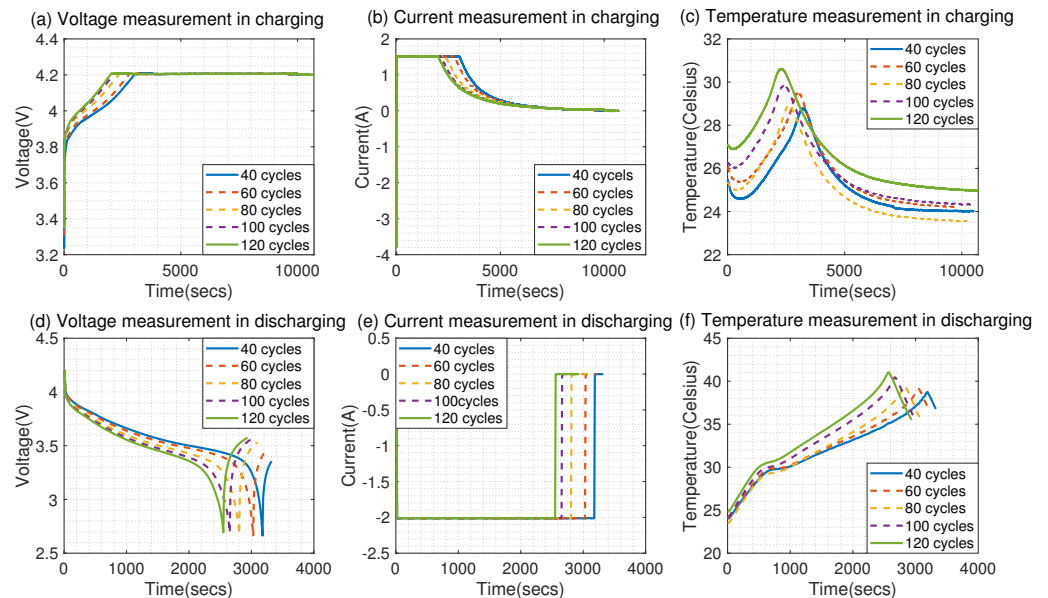 (a) Voltage measurement in charging
4.4
4.2
4
3.8
3.6
3.4
3.2
Voltage(V)
0
5000
10000
Time(secs)
40 cycles
60 cycles
80 cycles
100 cycles
120 cycles
(b) Current measurement in charging
2
1
0
-1
-2
-3
-4
Current(A)
0
5000
10000
Time(secs)
40 cycels
60 cycles
80 cycles
100 cycles
120 cycles
(c) Temperature measurement in charging
32
30
28
26
24
22
Temperature(Celsius)
0
5000
10000
Time(secs)
40 cycles
60 cycles
80 cycles
100 cycles
120 cycles
(d) Voltage measurement in discharging
4.5
4
3.5
3
2.5
Voltage(V)
0
1000
2000
3000
4000
Time(secs)
40 cycles
60 cycles
80 cycles
100 cycles
120 cycles
(e) Current measurement in discharging
0.5
0
-0.5
-1
-1.5
-2
-2.5
Current(A)
0
1000
2000
3000
4000
Time(secs)
40 cycles
60 cycles
80 cycles
100cycles
120 cycles
(f) Temperature measurement in discharging
45
40
35
30
25
20
Temperature(Celsius)
0
1000
2000
3000
4000
Time(secs)
40 cycles
60 cycles
80 cycles
100 cycles
120 cycles